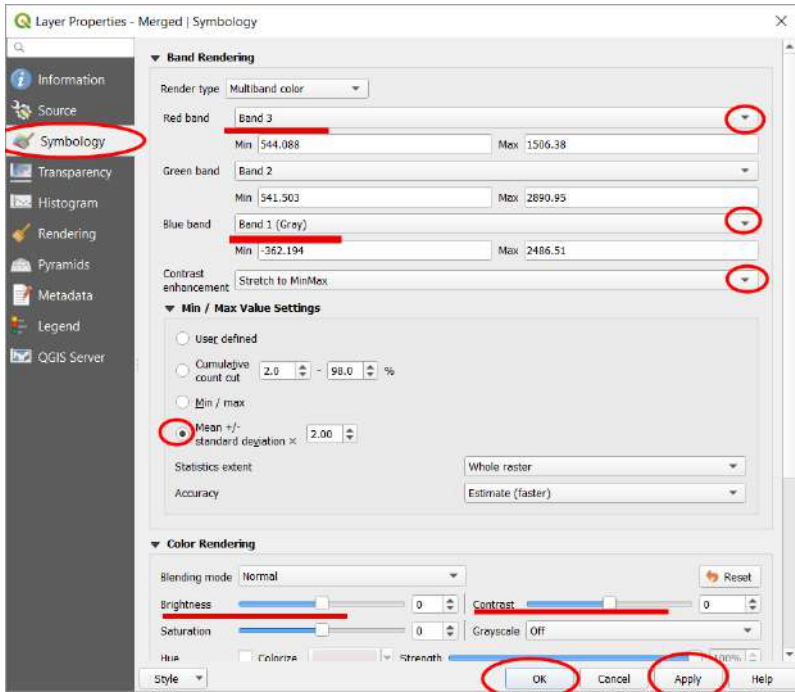 Layer Properties - Merged | Symbology
Information
Source
Symbology
Transparency
Histogram
Rendering
Pyramids
Metadata
Legend
QGIS Server
Band Rendering
Render type Multiband color
Red band Band 3
Min 544.088 Max 1506.38
Green band Band 2
Min 541.503 Max 2890.95
Blue band Band 1 (Gray)
Min -362.194 Max 2486.51
Contrast
enhancement Stretch to MinMax
Min / Max Value Settings
User defined
Cumulative
count cut 2.0 - 98.0 %
Min / max
Mean +/-
standard deviation × 2.00
Statistics extent Whole raster
Accuracy Estimate (faster)
Color Rendering
Blending mode Normal Reset
Brightness 0 Contrast 0
Saturation 0 Grayscale Off
Hue Colorize Strength 100%
Style OK Cancel Apply Help